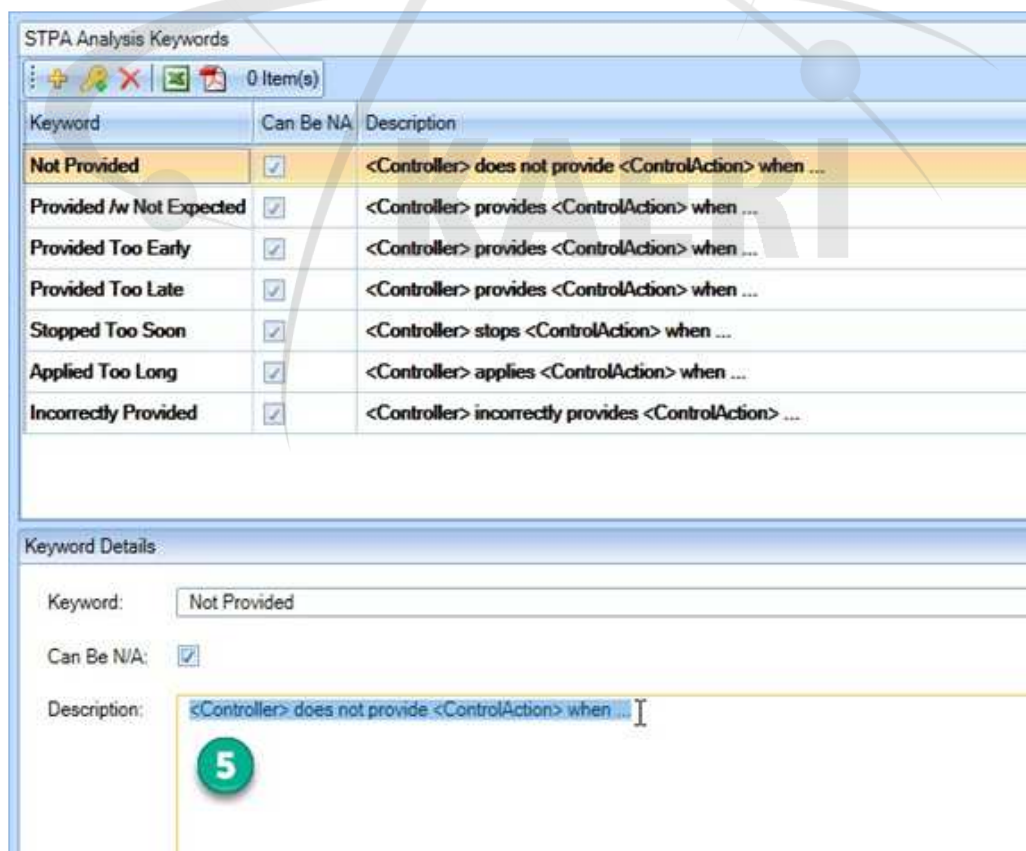 STPA Analysis Keywords
0 Item(s)
Keyword Can Be NA Description
Not Provided <Controller> does not provide <ControlAction> when ...
Provided /w Not Expected <Controller> provides <ControlAction> when ...
Provided Too Early <Controller> provides <ControlAction> when ...
Provided Too Late <Controller> provides <ControlAction> when ...
Stopped Too Soon <Controller> stops <ControlAction> when ...
Applied Too Long <Controller> applies <ControlAction> when ...
Incorrectly Provided <Controller> incorrectly provides <ControlAction> ...
KAERI
Keyword Details
Keyword: Not Provided
Can Be N/A:
Description: <Controller> does not provide <ControlAction> when ...
5